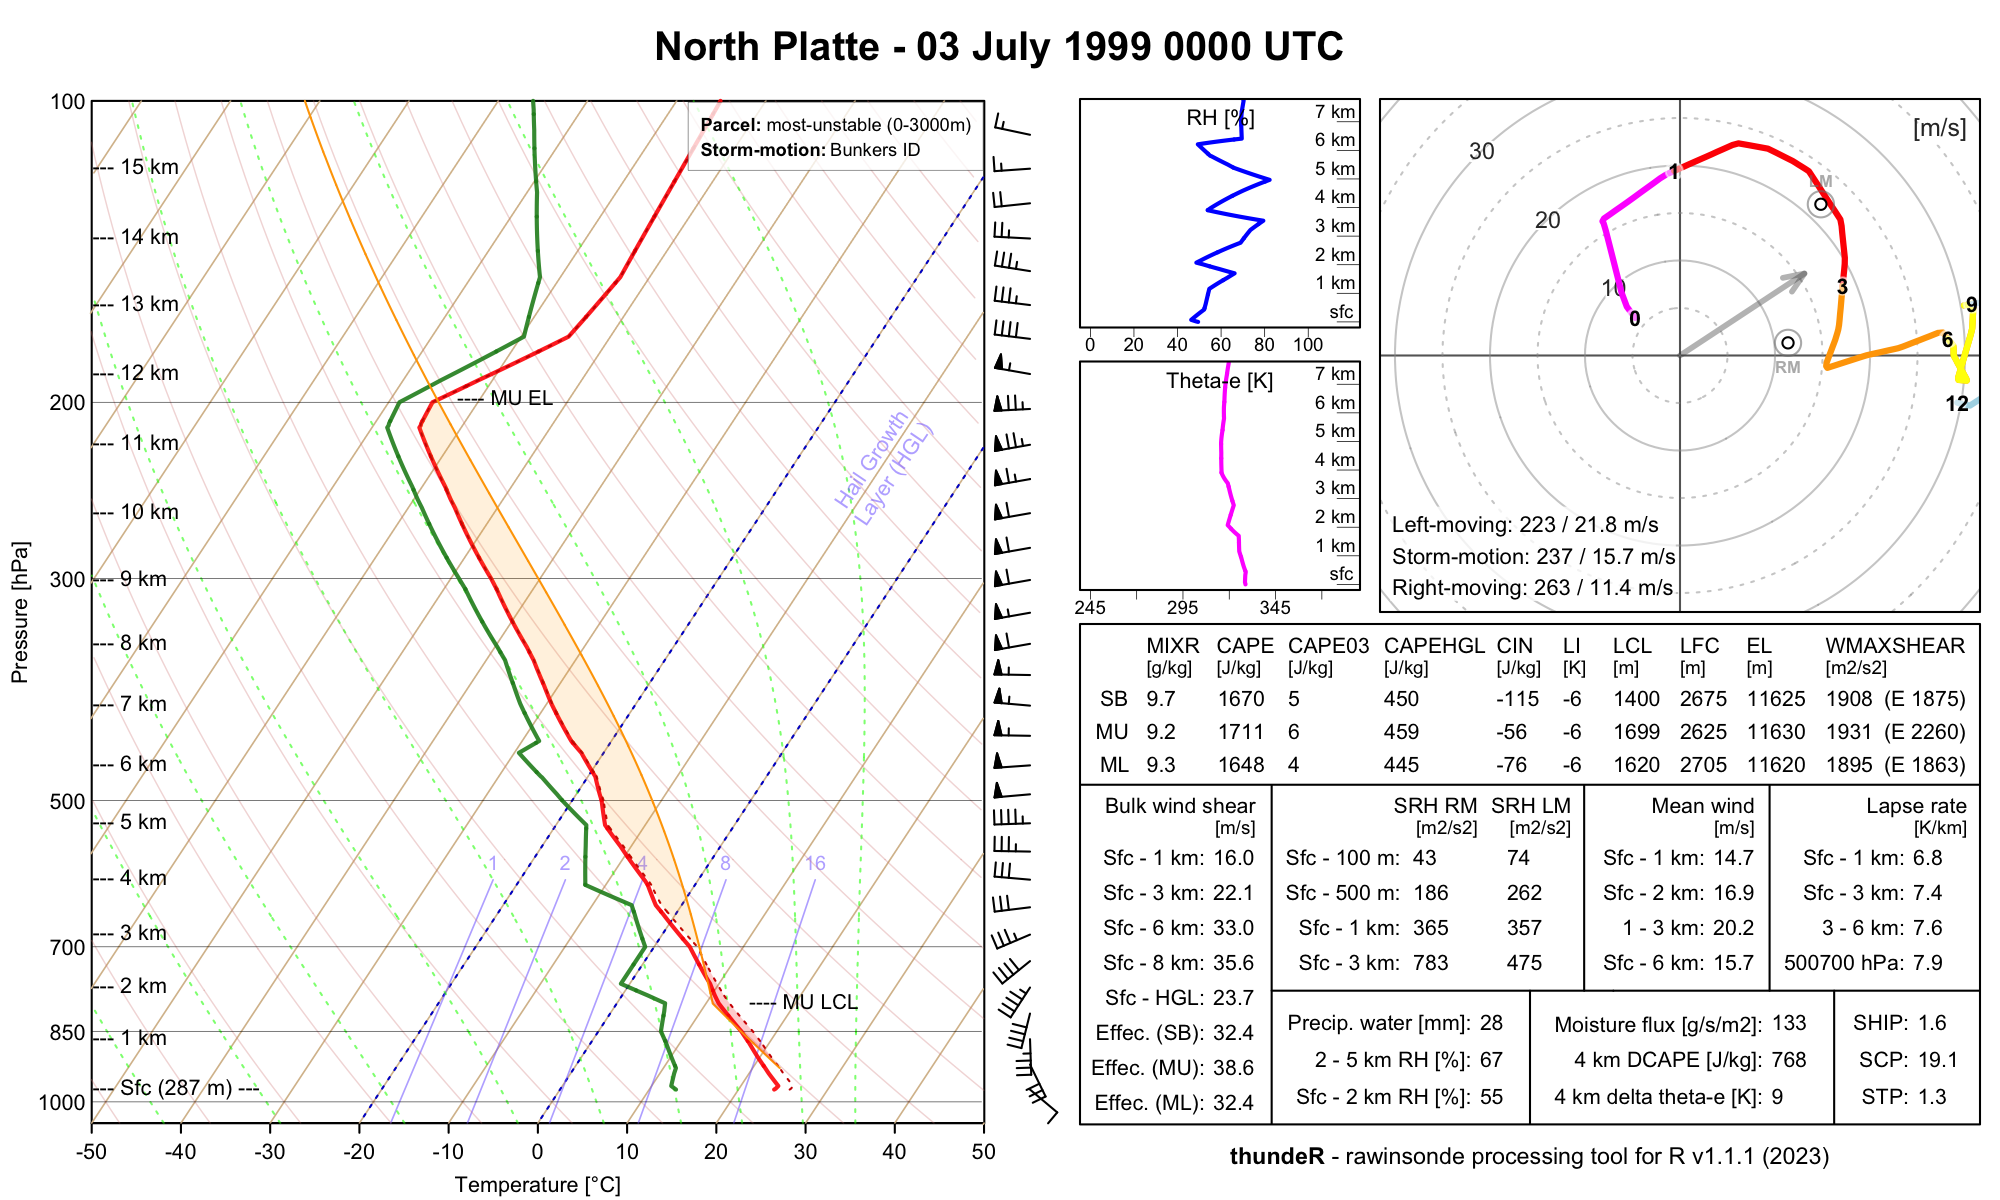 North Platte - 03 July 1999 0000 UTC
Parcel: most-unstable (0-3000m)
Storm-motion: Bunkers ID
Pressure [hPa]
100
200
300
500
700
850
1000
--- 15 km
--- 14 km
--- 13 km
--- 12 km
--- 11 km
--- 10 km
--- 9 km
--- 8 km
--- 7 km
--- 6 km
--- 5 km
--- 4 km
--- 3 km
--- 2 km
--- 1 km
--- Sfc (287 m) ---
---- MU EL
---- MU LCL
Hail Growth
Layer (HGL)
1 2 4 8 16
-50 -40 -30 -20 -10 0 10 20 30 40 50
Temperature [°C]
RH [%]
7 km
6 km
5 km
4 km
3 km
2 km
1 km
sfc
0 20 40 60 80 100
Theta-e [K]
7 km
6 km
5 km
4 km
3 km
2 km
1 km
sfc
245 295 345
[m/s]
30
20
10
0
1
3
6
9
12
LM
RM
Left-moving: 223 / 21.8 m/s
Storm-motion: 237 / 15.7 m/s
Right-moving: 263 / 11.4 m/s
MIXR CAPE CAPE03 CAPEHGL CIN LI LCL LFC EL WMAXSHEAR
[g/kg] [J/kg] [J/kg] [J/kg] [J/kg] [K] [m] [m] [m] [m2/s2]
SB 9.7 1670 5 450 -115 -6 1400 2675 11625 1908 (E 1875)
MU 9.2 1711 6 459 -56 -6 1699 2625 11630 1931 (E 2260)
ML 9.3 1648 4 445 -76 -6 1620 2705 11620 1895 (E 1863)
Bulk wind shear
[m/s]
Sfc - 1 km: 16.0
Sfc - 3 km: 22.1
Sfc - 6 km: 33.0
Sfc - 8 km: 35.6
Sfc - HGL: 23.7
Effec. (SB): 32.4
Effec. (MU): 38.6
Effec. (ML): 32.4
SRH RM SRH LM
[m2/s2] [m2/s2]
Sfc - 100 m: 43 74
Sfc - 500 m: 186 262
Sfc - 1 km: 365 357
Sfc - 3 km: 783 475
Mean wind
[m/s]
Sfc - 1 km: 14.7
Sfc - 2 km: 16.9
1 - 3 km: 20.2
Sfc - 6 km: 15.7
Lapse rate
[K/km]
Sfc - 1 km: 6.8
Sfc - 3 km: 7.4
3 - 6 km: 7.6
500700 hPa: 7.9
Precip. water [mm]: 28
2 - 5 km RH [%]: 67
Sfc - 2 km RH [%]: 55
Moisture flux [g/s/m2]: 133
4 km DCAPE [J/kg]: 768
4 km delta theta-e [K]: 9
SHIP: 1.6
SCP: 19.1
STP: 1.3
thundeR - rawinsonde processing tool for R v1.1.1 (2023)